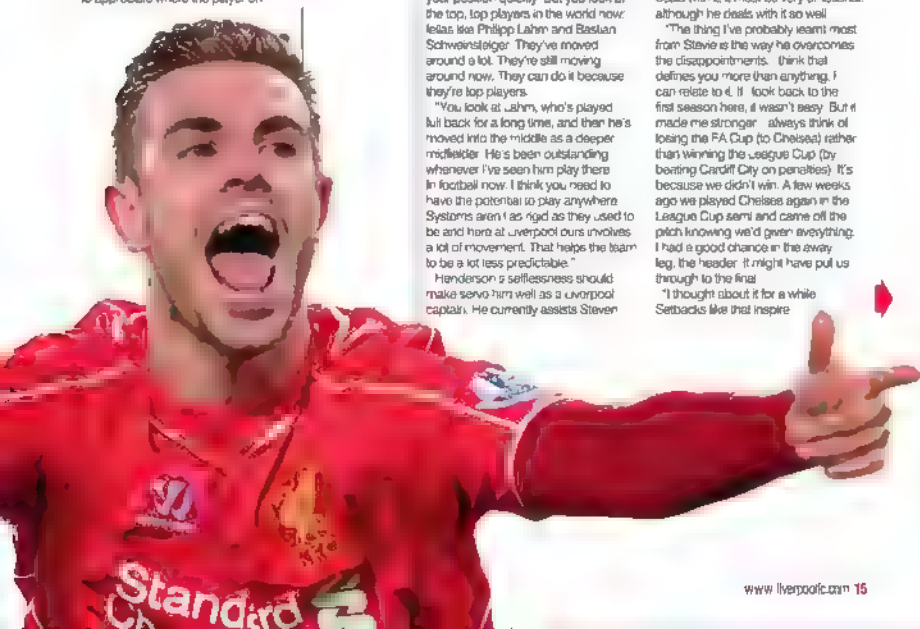 to appreciate where the player on
your position quickly but you look at
the top, top players in the world now:
fellas like Philipp Lahm and Bastian
Schweinsteiger They've moved
around a lot. They're still moving
around now. They can do it because
they're top players.
"You look at Lahm, who's played
full back for a long time, and then he's
moved into the middle as a deeper
midfielder He's been outstanding
whenever I've seen him play there
In football now. I think you need to
have the potential to play anywhere
Systems aren't as rigid as they used to
be and here at Liverpool ours involves
a lot of movement. That helps the team
to be a lot less predictable."
Henderson's selflessness should
make servo him well as a Liverpool
captain. He currently assists Steven
although he deals with it so well
"The thing I've probably learnt most
from Stevie is the way he overcomes
the disappointments. I think that
defines you more than anything. I
can relate to it. If I look back to the
first season here, it wasn't easy But it
made me stronger I always think of
losing the FA Cup (to Chelsea) rather
than winning the League Cup (by
beating Cardiff City on penalties) It's
because we didn't win. A few weeks
ago we played Chelsea again in the
League Cup semi and came off the
pitch knowing we'd given everything.
I had a good chance in the away
leg, the header It might have put us
through to the final
"I thought about it for a while
Setbacks like that inspire
Standard
www liverpoolfc.com 15